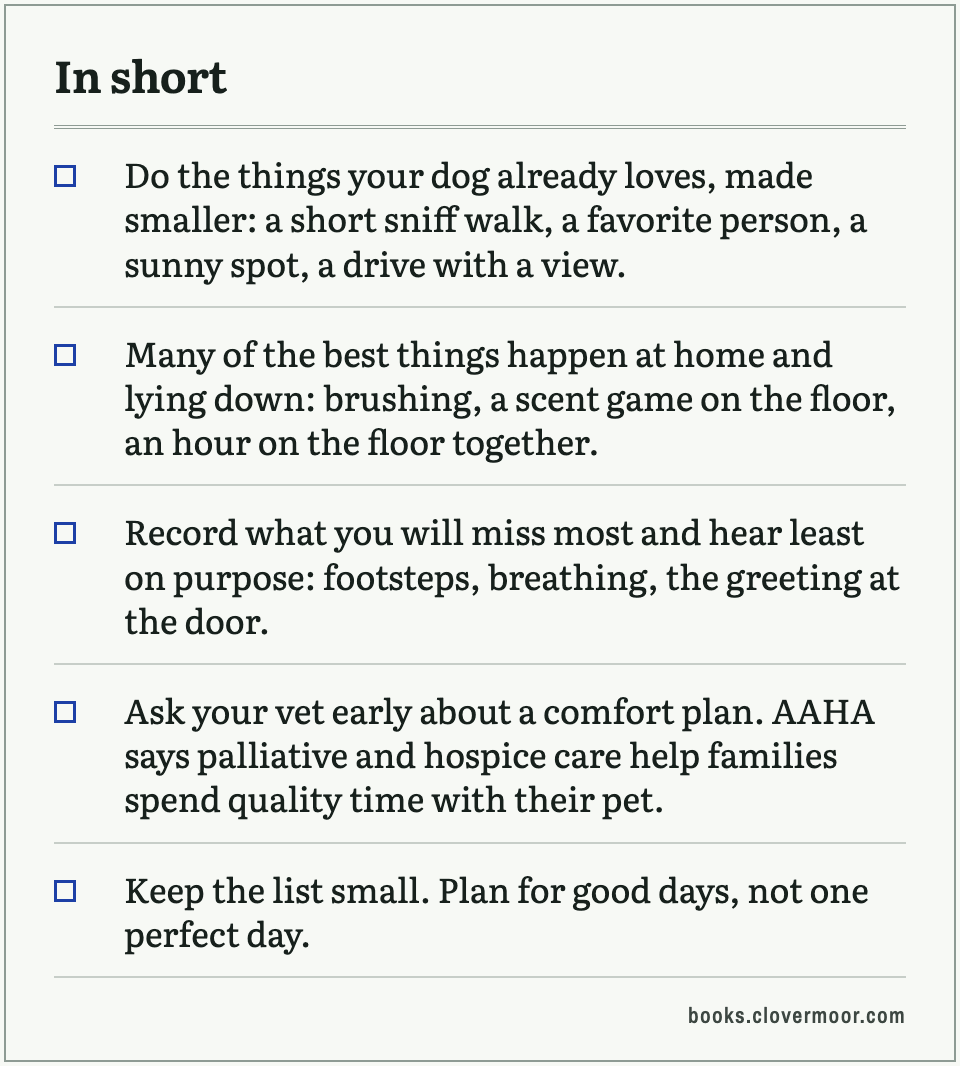 In short
Do the things your dog already loves, made
smaller: a short sniff walk, a favorite person, a
sunny spot, a drive with a view.
Many of the best things happen at home and
lying down: brushing, a scent game on the floor,
an hour on the floor together.
Record what you will miss most and hear least
on purpose: footsteps, breathing, the greeting at
the door.
Ask your vet early about a comfort plan. AAHA
says palliative and hospice care help families
spend quality time with their pet.
Keep the list small. Plan for good days, not one
perfect day.
books.clovermoor.com